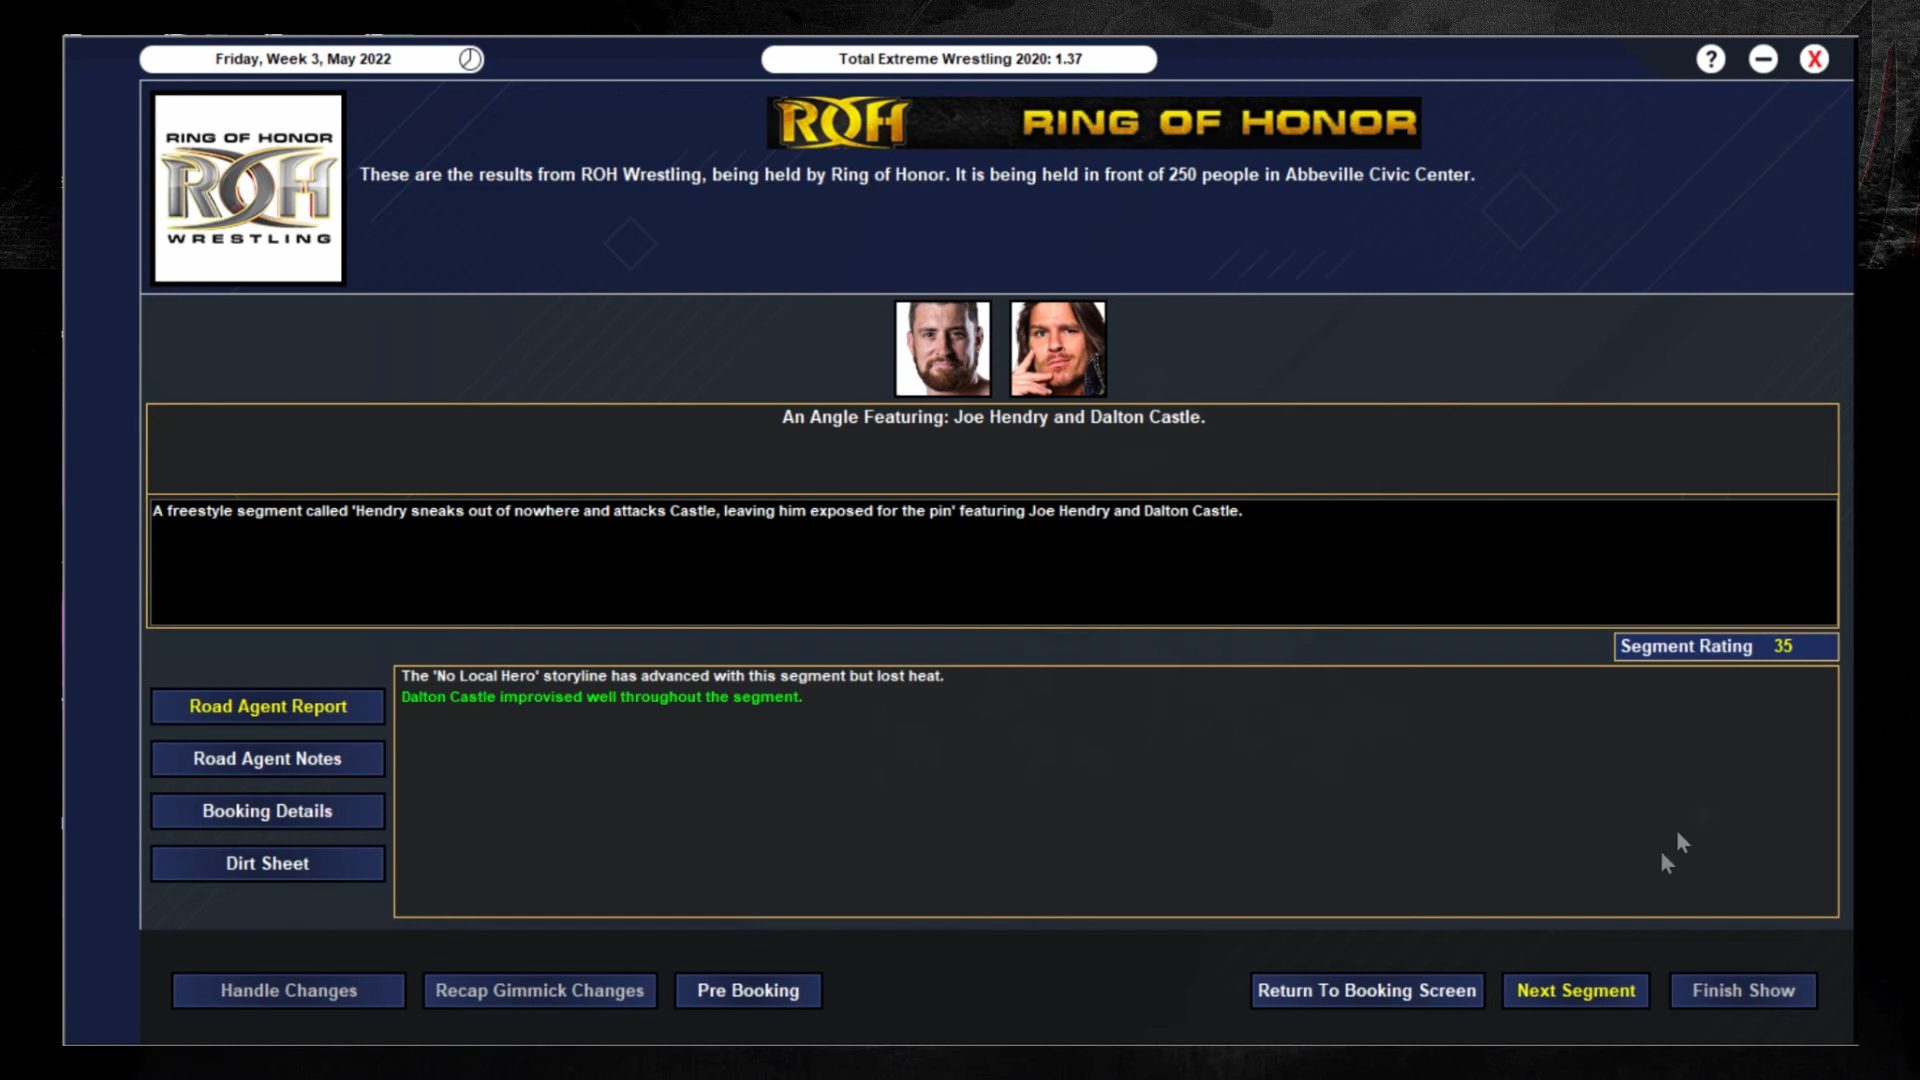 Friday, Week 3, May 2022
Total Extreme Wrestling 2020: 1.37
?
X
RING OF HONOR
ROH
WRESTLING
ROH RING OF HONOR
These are the results from ROH Wrestling, being held by Ring of Honor. It is being held in front of 250 people in Abbeville Civic Center.
An Angle Featuring: Joe Hendry and Dalton Castle.
A freestyle segment called 'Hendry sneaks out of nowhere and attacks Castle, leaving him exposed for the pin' featuring Joe Hendry and Dalton Castle.
Segment Rating 35
Road Agent Report
Road Agent Notes
Booking Details
Dirt Sheet
The 'No Local Hero' storyline has advanced with this segment but lost heat.
Dalton Castle improvised well throughout the segment.
Handle Changes
Recap Gimmick Changes
Pre Booking
Return To Booking Screen
Next Segment
Finish Show